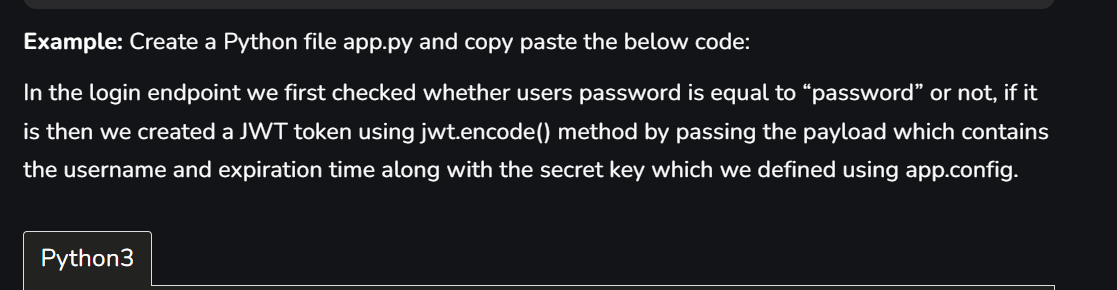 Example: Create a Python file app.py and copy paste the below code:
In the login endpoint we first checked whether users password is equal to “password” or not, if it
is then we created a JWT token using jwt.encode() method by passing the payload which contains
the username and expiration time along with the secret key which we defined using app.config.
Python3